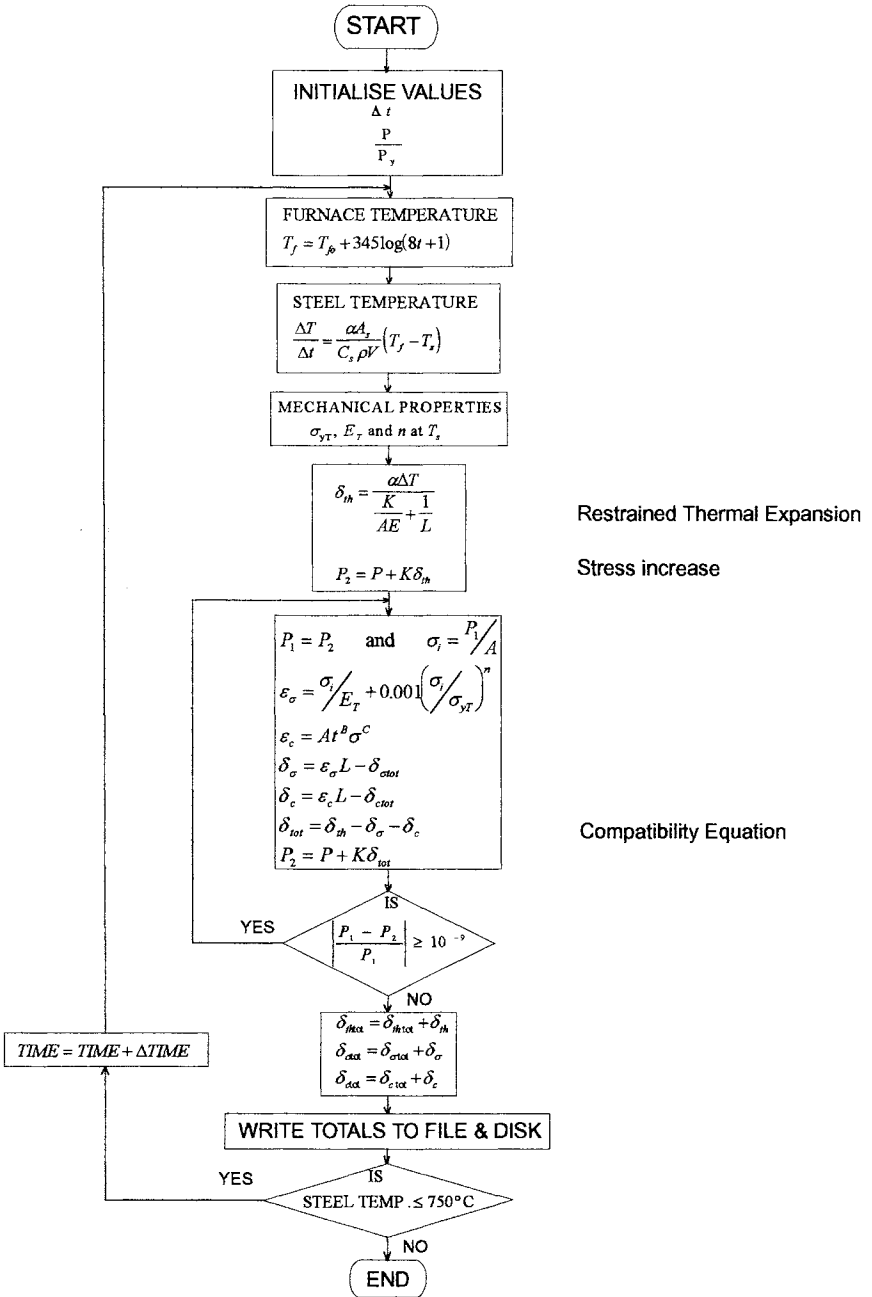 START
INITIALISE VALUES
Δ t
P
P y
FURNACE TEMPERATURE
T_f = T_fo + 345log(8t + 1)
STEEL TEMPERATURE
ΔT/Δt = αA_s/C_s ρV (T_f − T_s)
MECHANICAL PROPERTIES
σ_yT, E_T and n at T_s
δ_th = αΔT / (K/AE + 1/L)
Restrained Thermal Expansion
P_2 = P + Kδ_th
Stress increase
P_1 = P_2 and σ_i = P_1/A
ε_σ = σ_i/E_T + 0.001(σ_i/σ_yT)^n
ε_c = At^B σ^C
δ_σ = ε_σ L − δ_σtot
δ_c = ε_c L − δ_ctot
δ_tot = δ_th − δ_σ − δ_c
Compatibility Equation
P_2 = P + Kδ_tot
IS
YES
|P_1 − P_2 / P_1| ≥ 10^−9
NO
δ_thtot = δ_thtot + δ_th
δ_σtot = δ_σtot + δ_σ
δ_ctot = δ_ctot + δ_c
TIME = TIME + ΔTIME
WRITE TOTALS TO FILE & DISK
YES
IS
STEEL TEMP . ≤ 750°C
NO
END